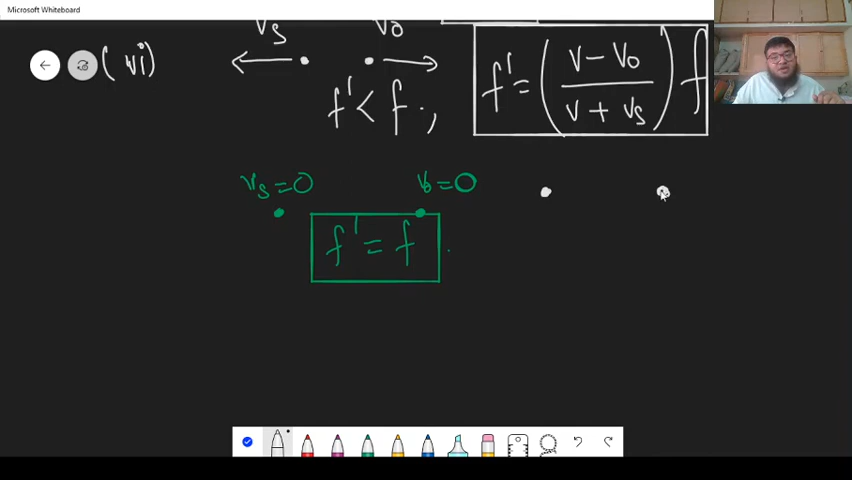 Microsoft Whiteboard
(vi)
vs vo
f' < f . ,
f' = ( v - vo / v + vs ) f
vs = 0 vo = 0
f' = f .